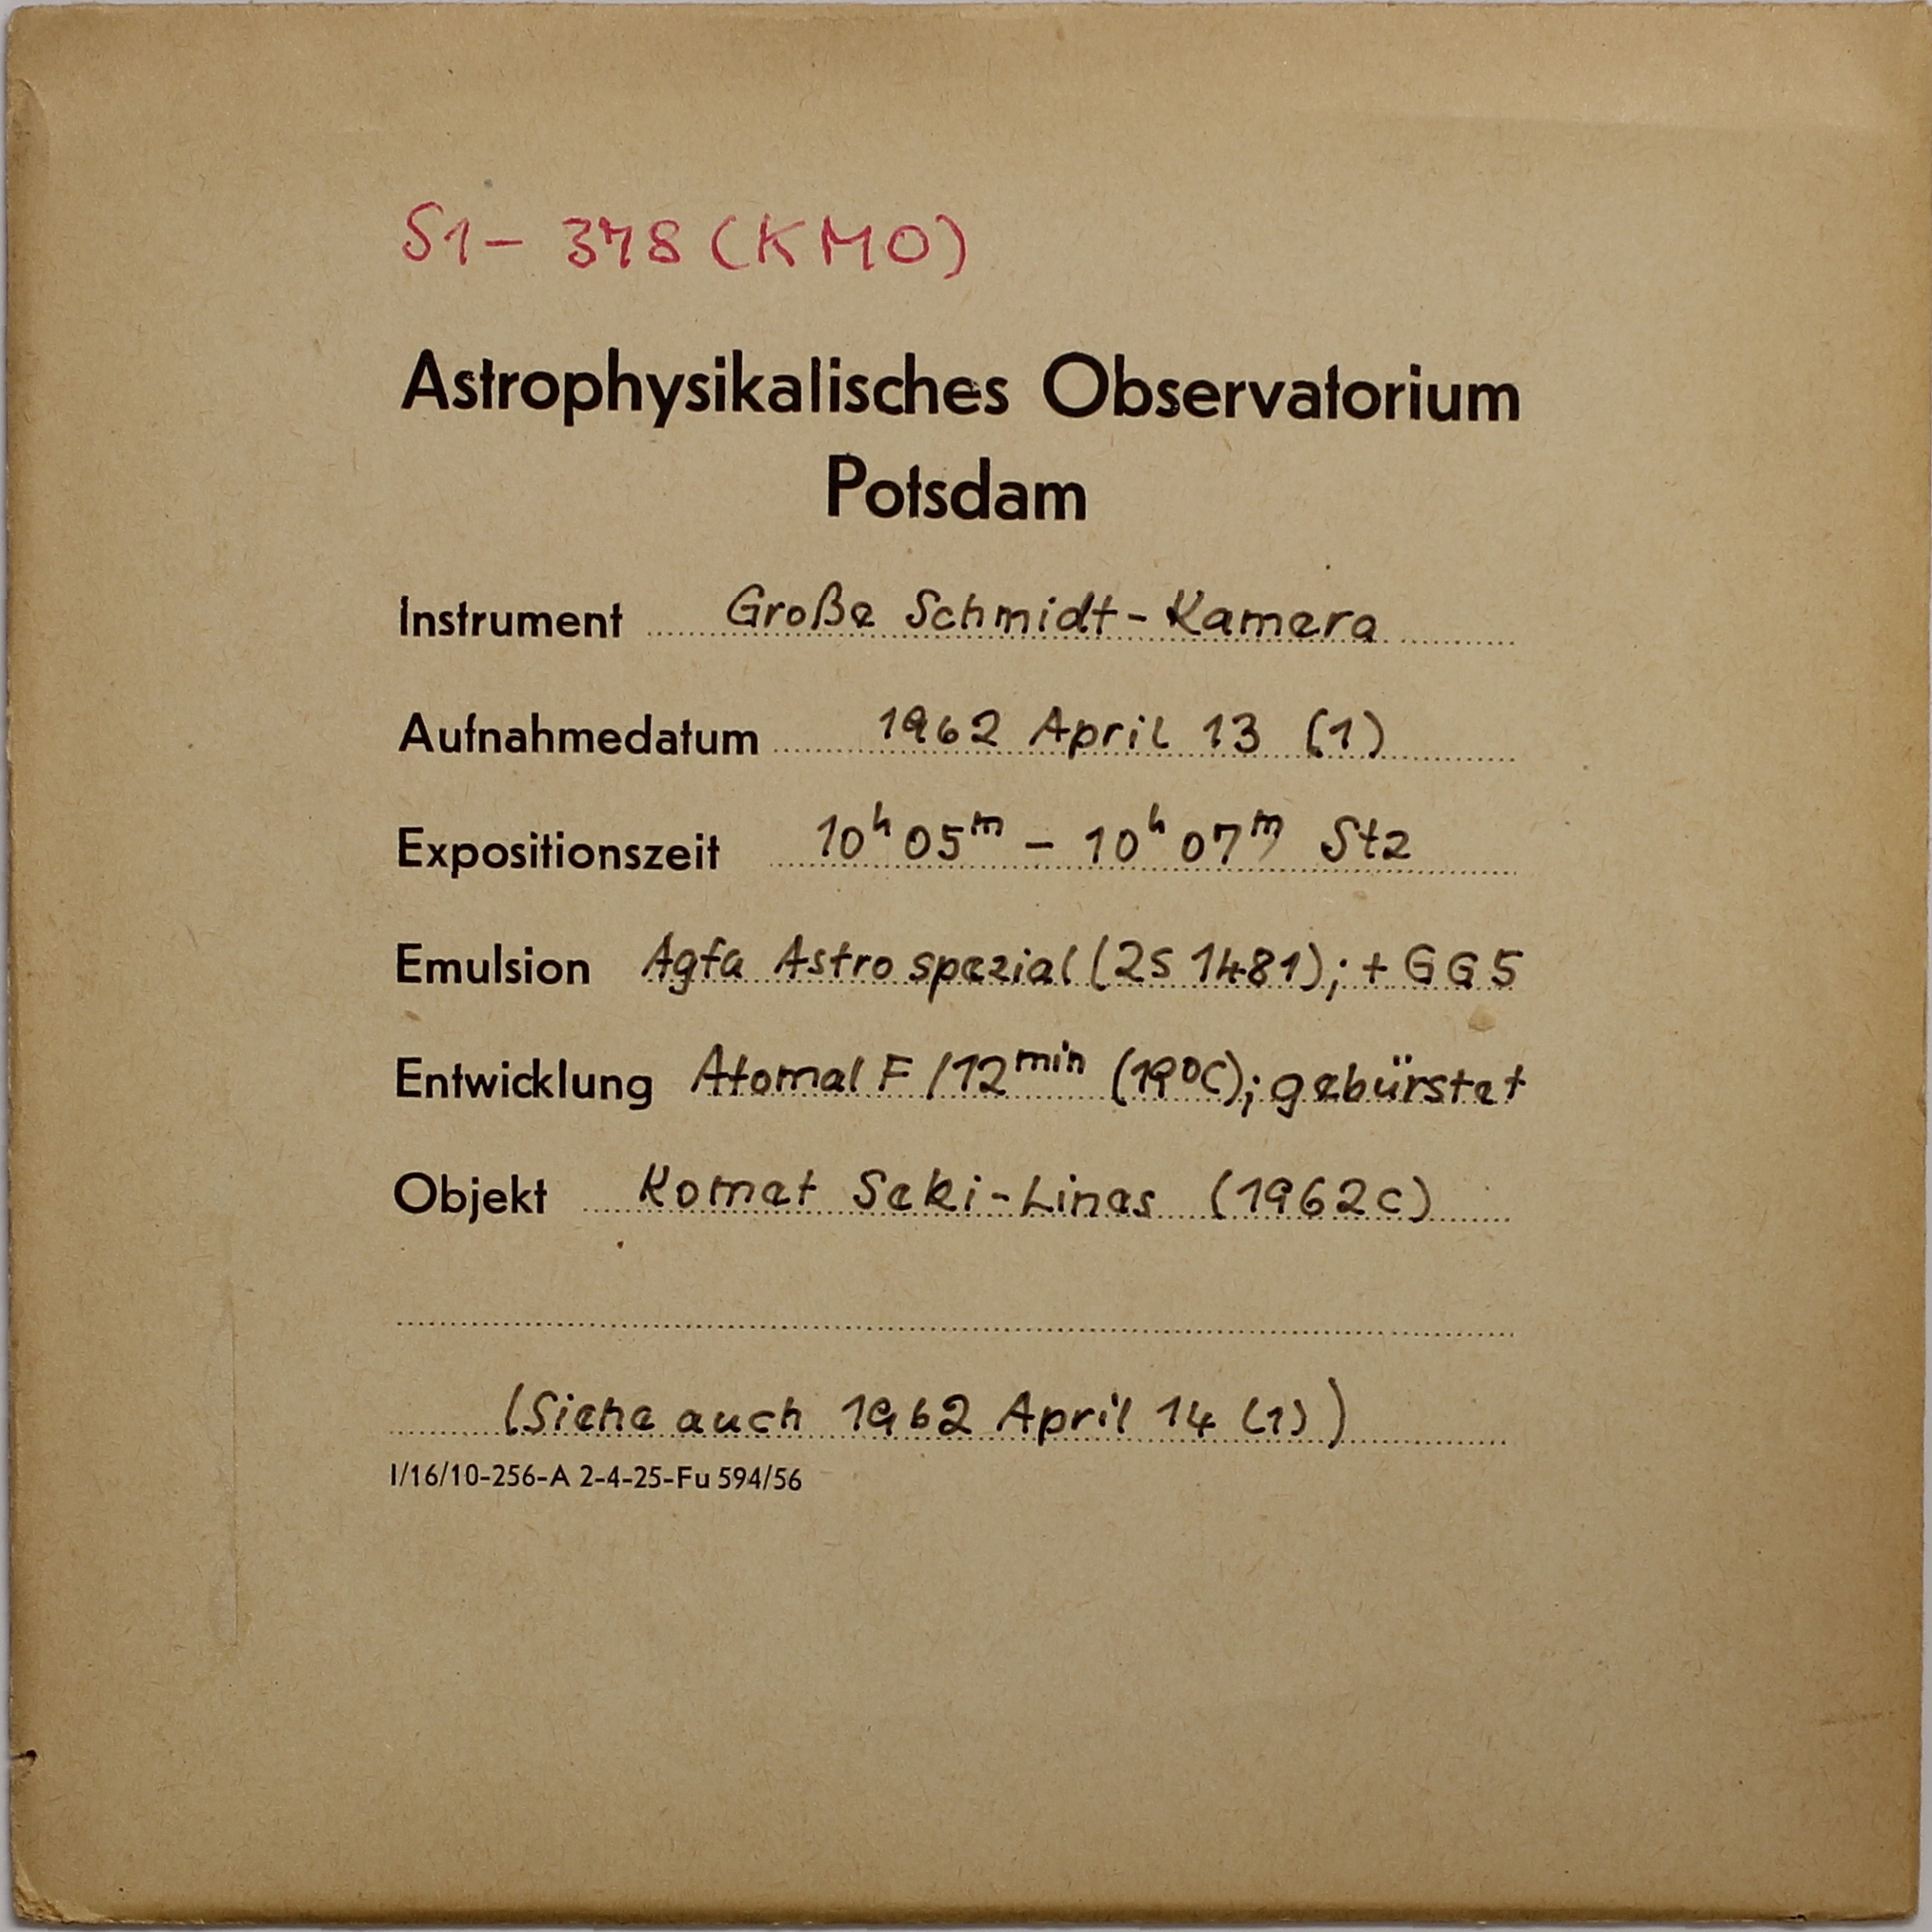 S1- 378 (KMO)
Astrophysikalisches Observatorium
Potsdam
Instrument Große Schmidt-Kamera
Aufnahmedatum 1962 April 13 (1)
Expositionszeit 10ʰ05ᵐ – 10ʰ07ᵐ Stz
Emulsion Agfa Astro spezial (2S 1481); + GG5
Entwicklung Atomal F / 12ᵐⁱⁿ (19°C); gebürstet
Objekt Komet Seki-Lines (1962c)
(Siehe auch 1962 April 14 (1))
I/16/10-256-A 2-4-25-Fu 594/56